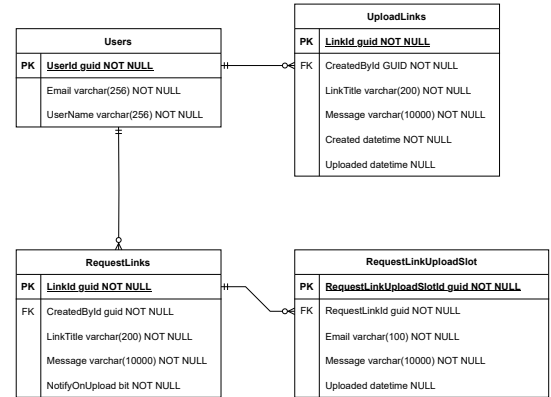 Users
PK UserId guid NOT NULL
Email varchar(256) NOT NULL
UserName varchar(256) NOT NULL
UploadLinks
PK LinkId guid NOT NULL
FK CreatedById GUID NOT NULL
LinkTitle varchar(200) NOT NULL
Message varchar(10000) NOT NULL
Created datetime NOT NULL
Uploaded datetime NULL
RequestLinks
PK LinkId guid NOT NULL
FK CreatedById guid NOT NULL
LinkTitle varchar(200) NOT NULL
Message varchar(10000) NOT NULL
NotifyOnUpload bit NOT NULL
RequestLinkUploadSlot
PK RequestLinkUploadSlotId guid NOT NULL
FK RequestLinkId guid NOT NULL
Email varchar(100) NOT NULL
Message varchar(10000) NOT NULL
Uploaded datetime NULL